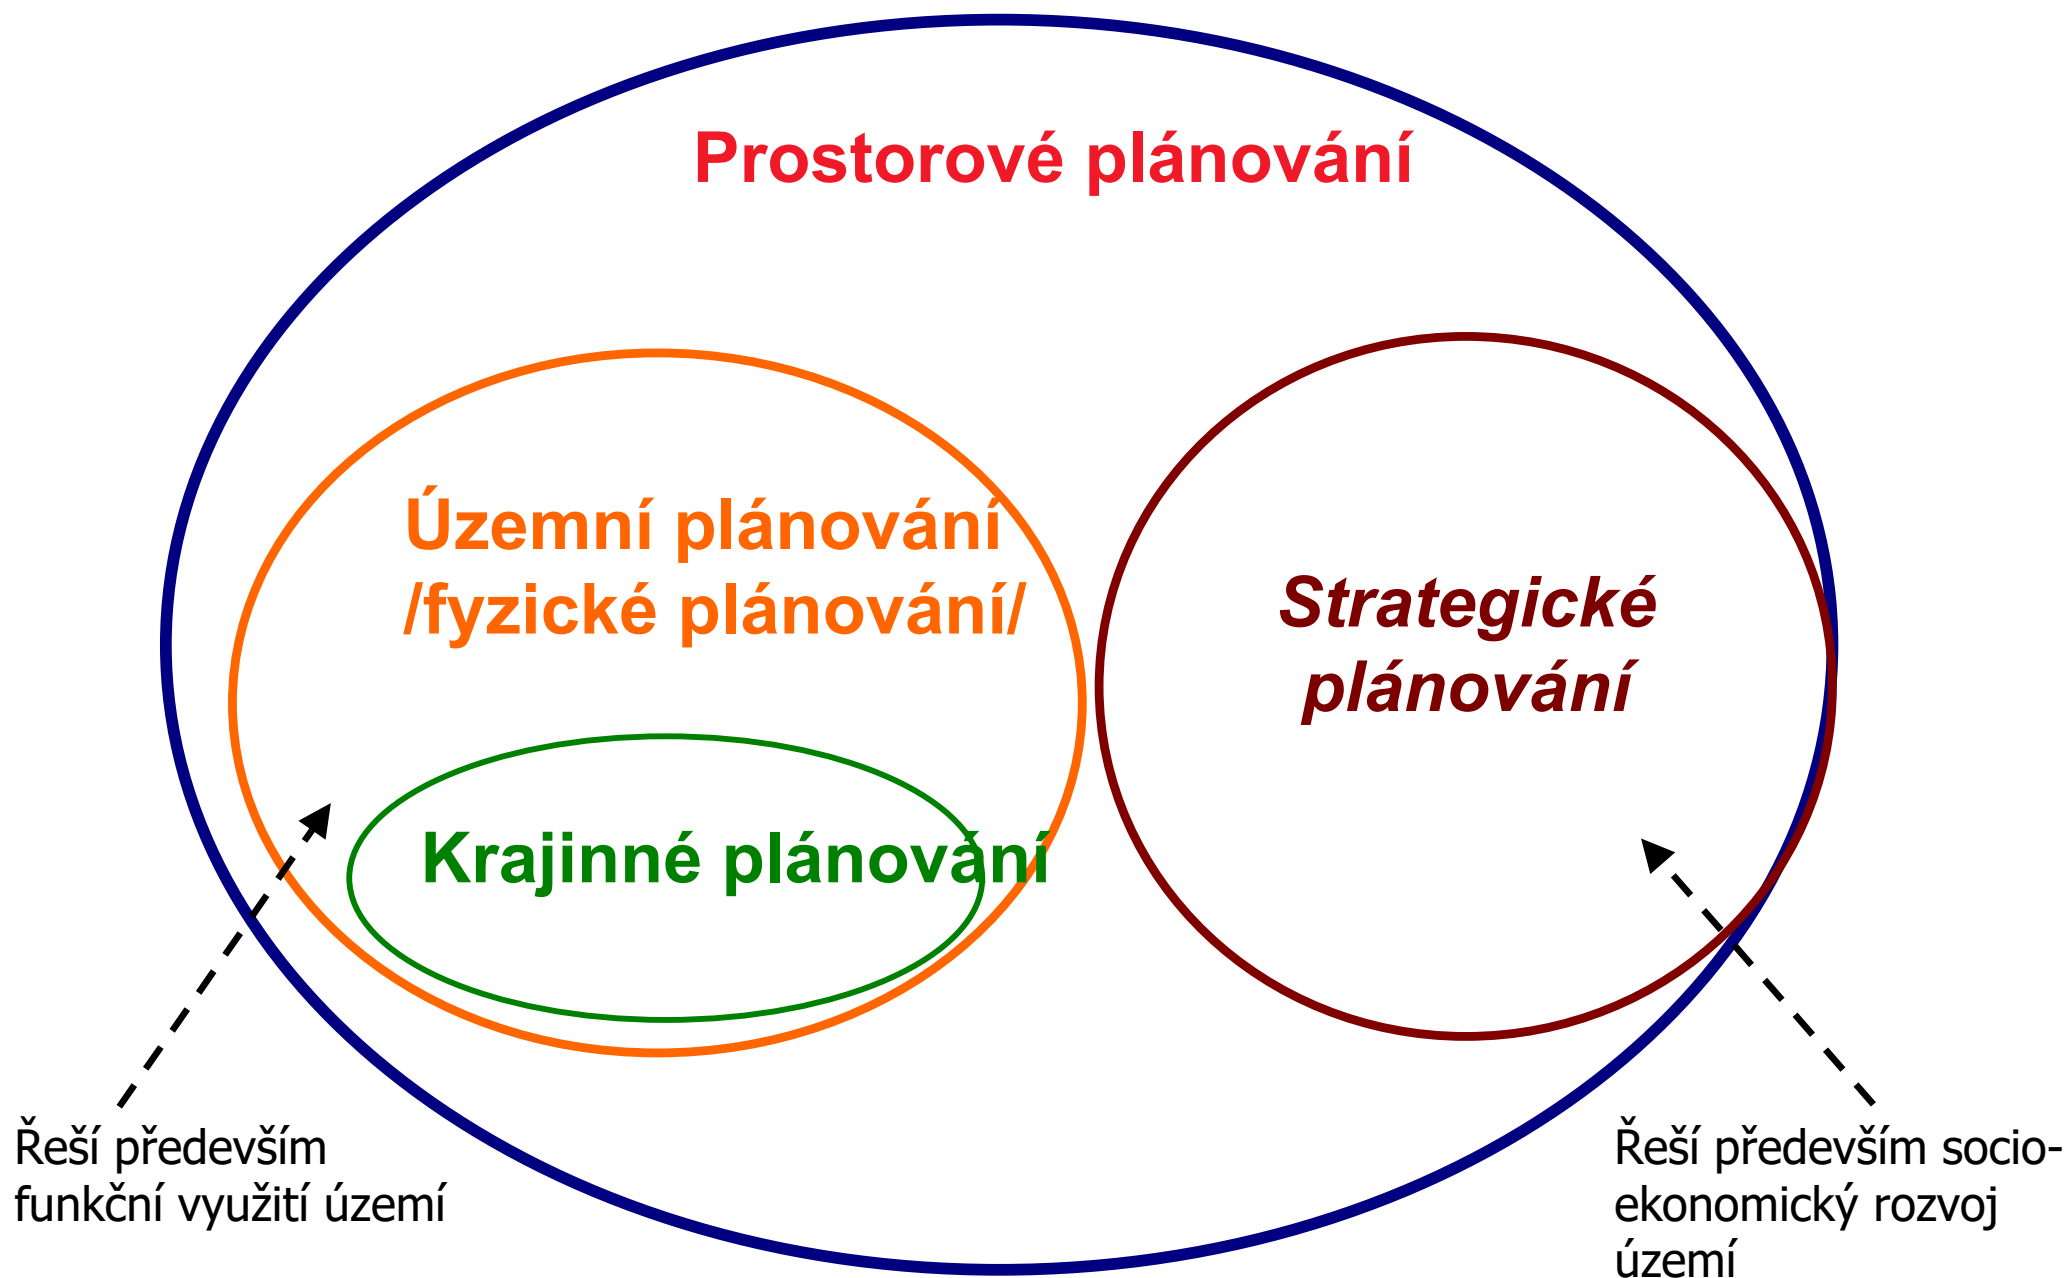 Prostorové plánování
Územní plánování
/fyzické plánování/
Strategické
plánování
Krajinné plánování
Řeší především
funkční využití území
Řeší především socio-
ekonomický rozvoj
území